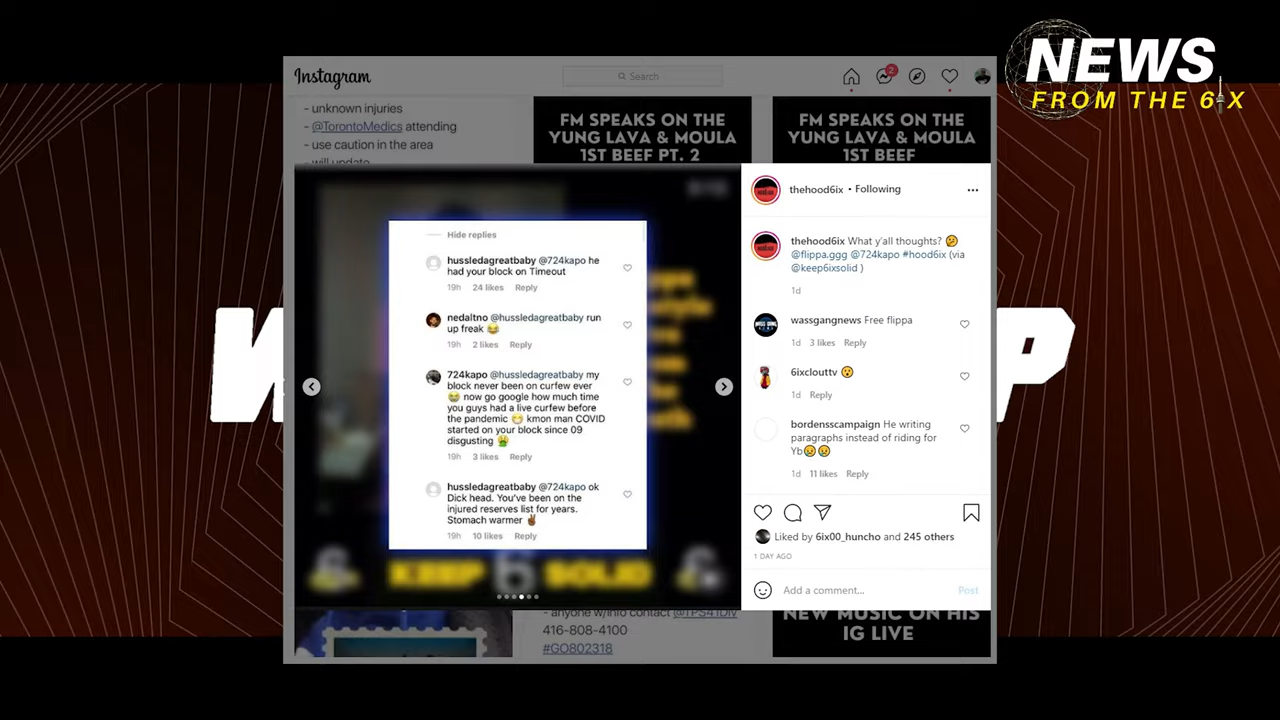 NEWS
FROM THE 6IX
Instagram
Search
2
- unknown injuries
- @TorontoMedics attending
- use caution in the area
- will update
FM SPEAKS ON THE
YUNG LAVA & MOULA
1ST BEEF PT. 2
FM SPEAKS ON THE
YUNG LAVA & MOULA
1ST BEEF
Hide replies
hussledagreatbaby @724kapo he
had your block on Timeout
19h 24 likes Reply
nedaltno @hussledagreatbaby run
up freak 😂
19h 2 likes Reply
724kapo @hussledagreatbaby my
block never been on curfew ever
😭 now go google how much time
you guys had a live curfew before
the pandemic 😷 kmon man COVID
started on your block since 09
disgusting 🤮
19h 3 likes Reply
hussledagreatbaby @724kapo ok
Dick head. You've been on the
injured reserves list for years.
Stomach warmer ✌🏾
19h 10 likes Reply
KEEP 6 SOLID
thehood6ix • Following
thehood6ix What y'all thoughts? 🤔
@flippa.ggg @724kapo #hood6ix (via
@keep6ixsolid )
1d
wassgangnews Free flippa
1d 3 likes Reply
6ixclouttv 😮
1d Reply
bordensscampaign He writing
paragraphs instead of riding for
Yb😢😢
1d 11 likes Reply
Liked by 6ix00_huncho and 245 others
1 DAY AGO
Add a comment... Post
- anyone w/info contact @TPS41Div
416-808-4100
#GO802318
NEW MUSIC ON HIS
IG LIVE